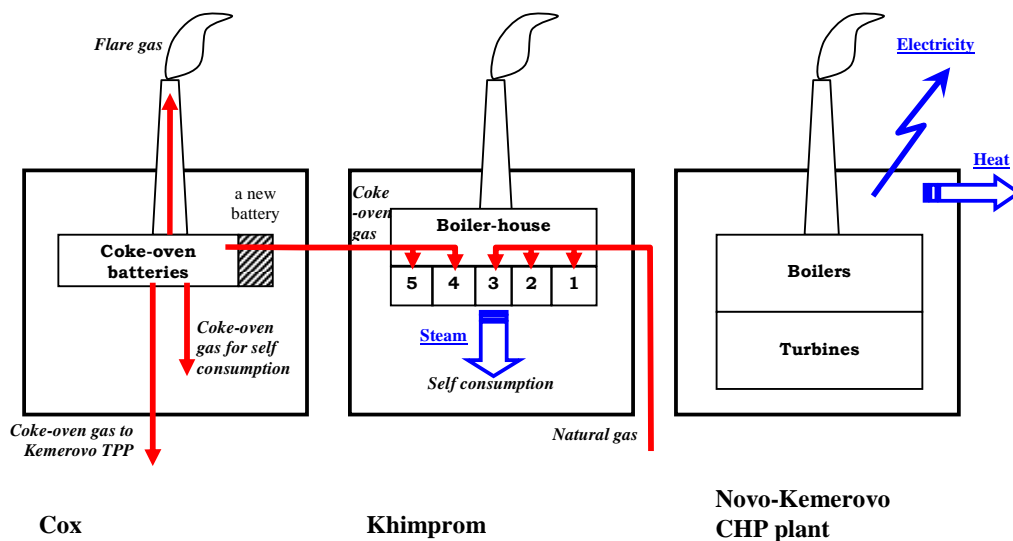 Flare gas
a new
battery
Coke-oven
batteries
Coke-oven
gas for self
consumption
Coke-oven gas to
Kemerovo TPP
Cox
Coke
-oven
gas
Boiler-house
5 4 3 2 1
Steam
Self consumption
Natural gas
Khimprom
Electricity
Heat
Boilers
Turbines
Novo-Kemerovo
CHP plant